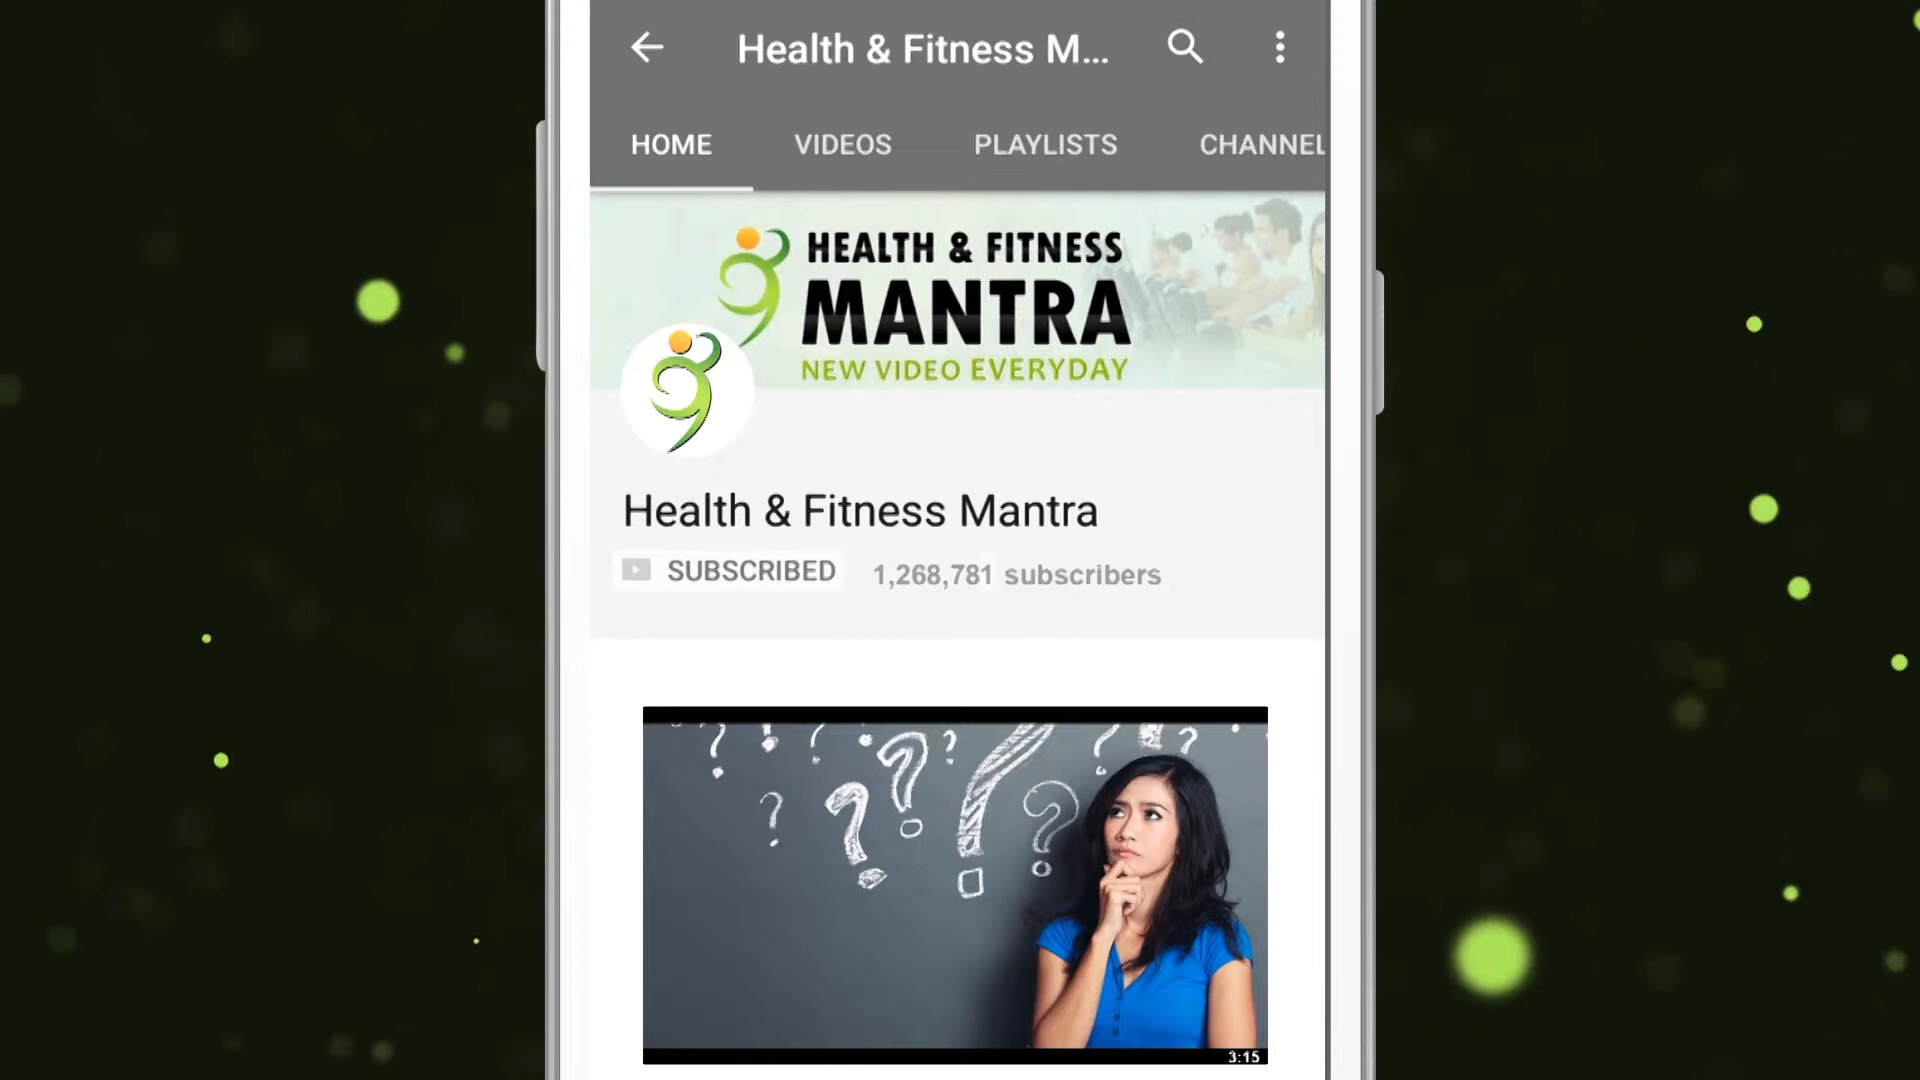 Health & Fitness M...
HOME VIDEOS PLAYLISTS CHANNEL
HEALTH & FITNESS
MANTRA
NEW VIDEO EVERYDAY
Health & Fitness Mantra
SUBSCRIBED 1,268,781 subscribers
? ? ? ? ? ? ?
? ? ? ? ?
3:15